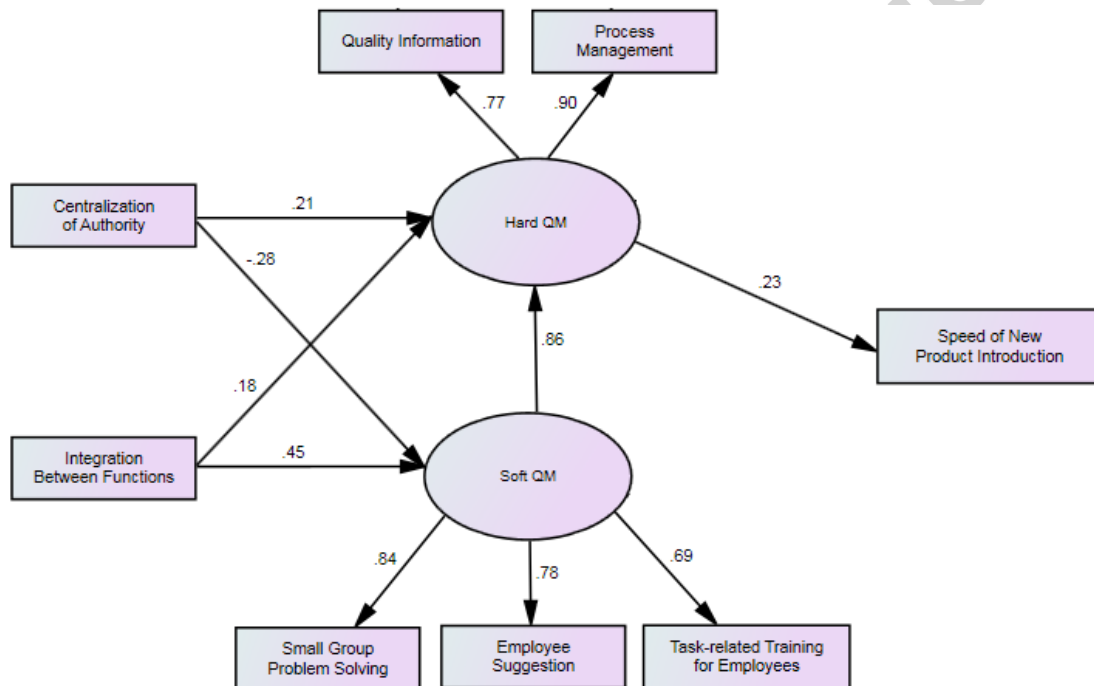 Quality Information
Process
Management
.77
.90
Centralization
of Authority
.21
Hard QM
-.28
.23
Speed of New
Product Introduction
.86
.18
Integration
Between Functions
.45
Soft QM
.84
.78
.69
Small Group
Problem Solving
Employee
Suggestion
Task-related Training
for Employees